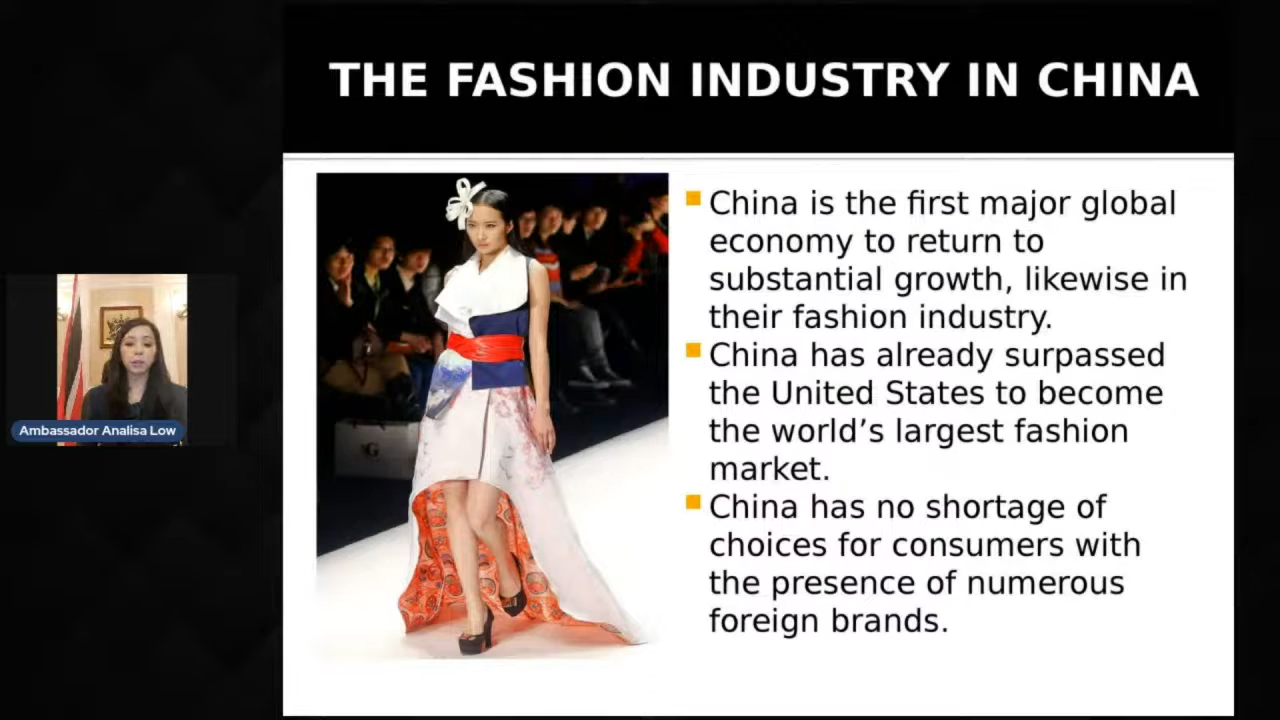 THE FASHION INDUSTRY IN CHINA
China is the first major global
economy to return to
substantial growth, likewise in
their fashion industry.
China has already surpassed
the United States to become
the world’s largest fashion
market.
China has no shortage of
choices for consumers with
the presence of numerous
foreign brands.
Ambassador Analisa Low